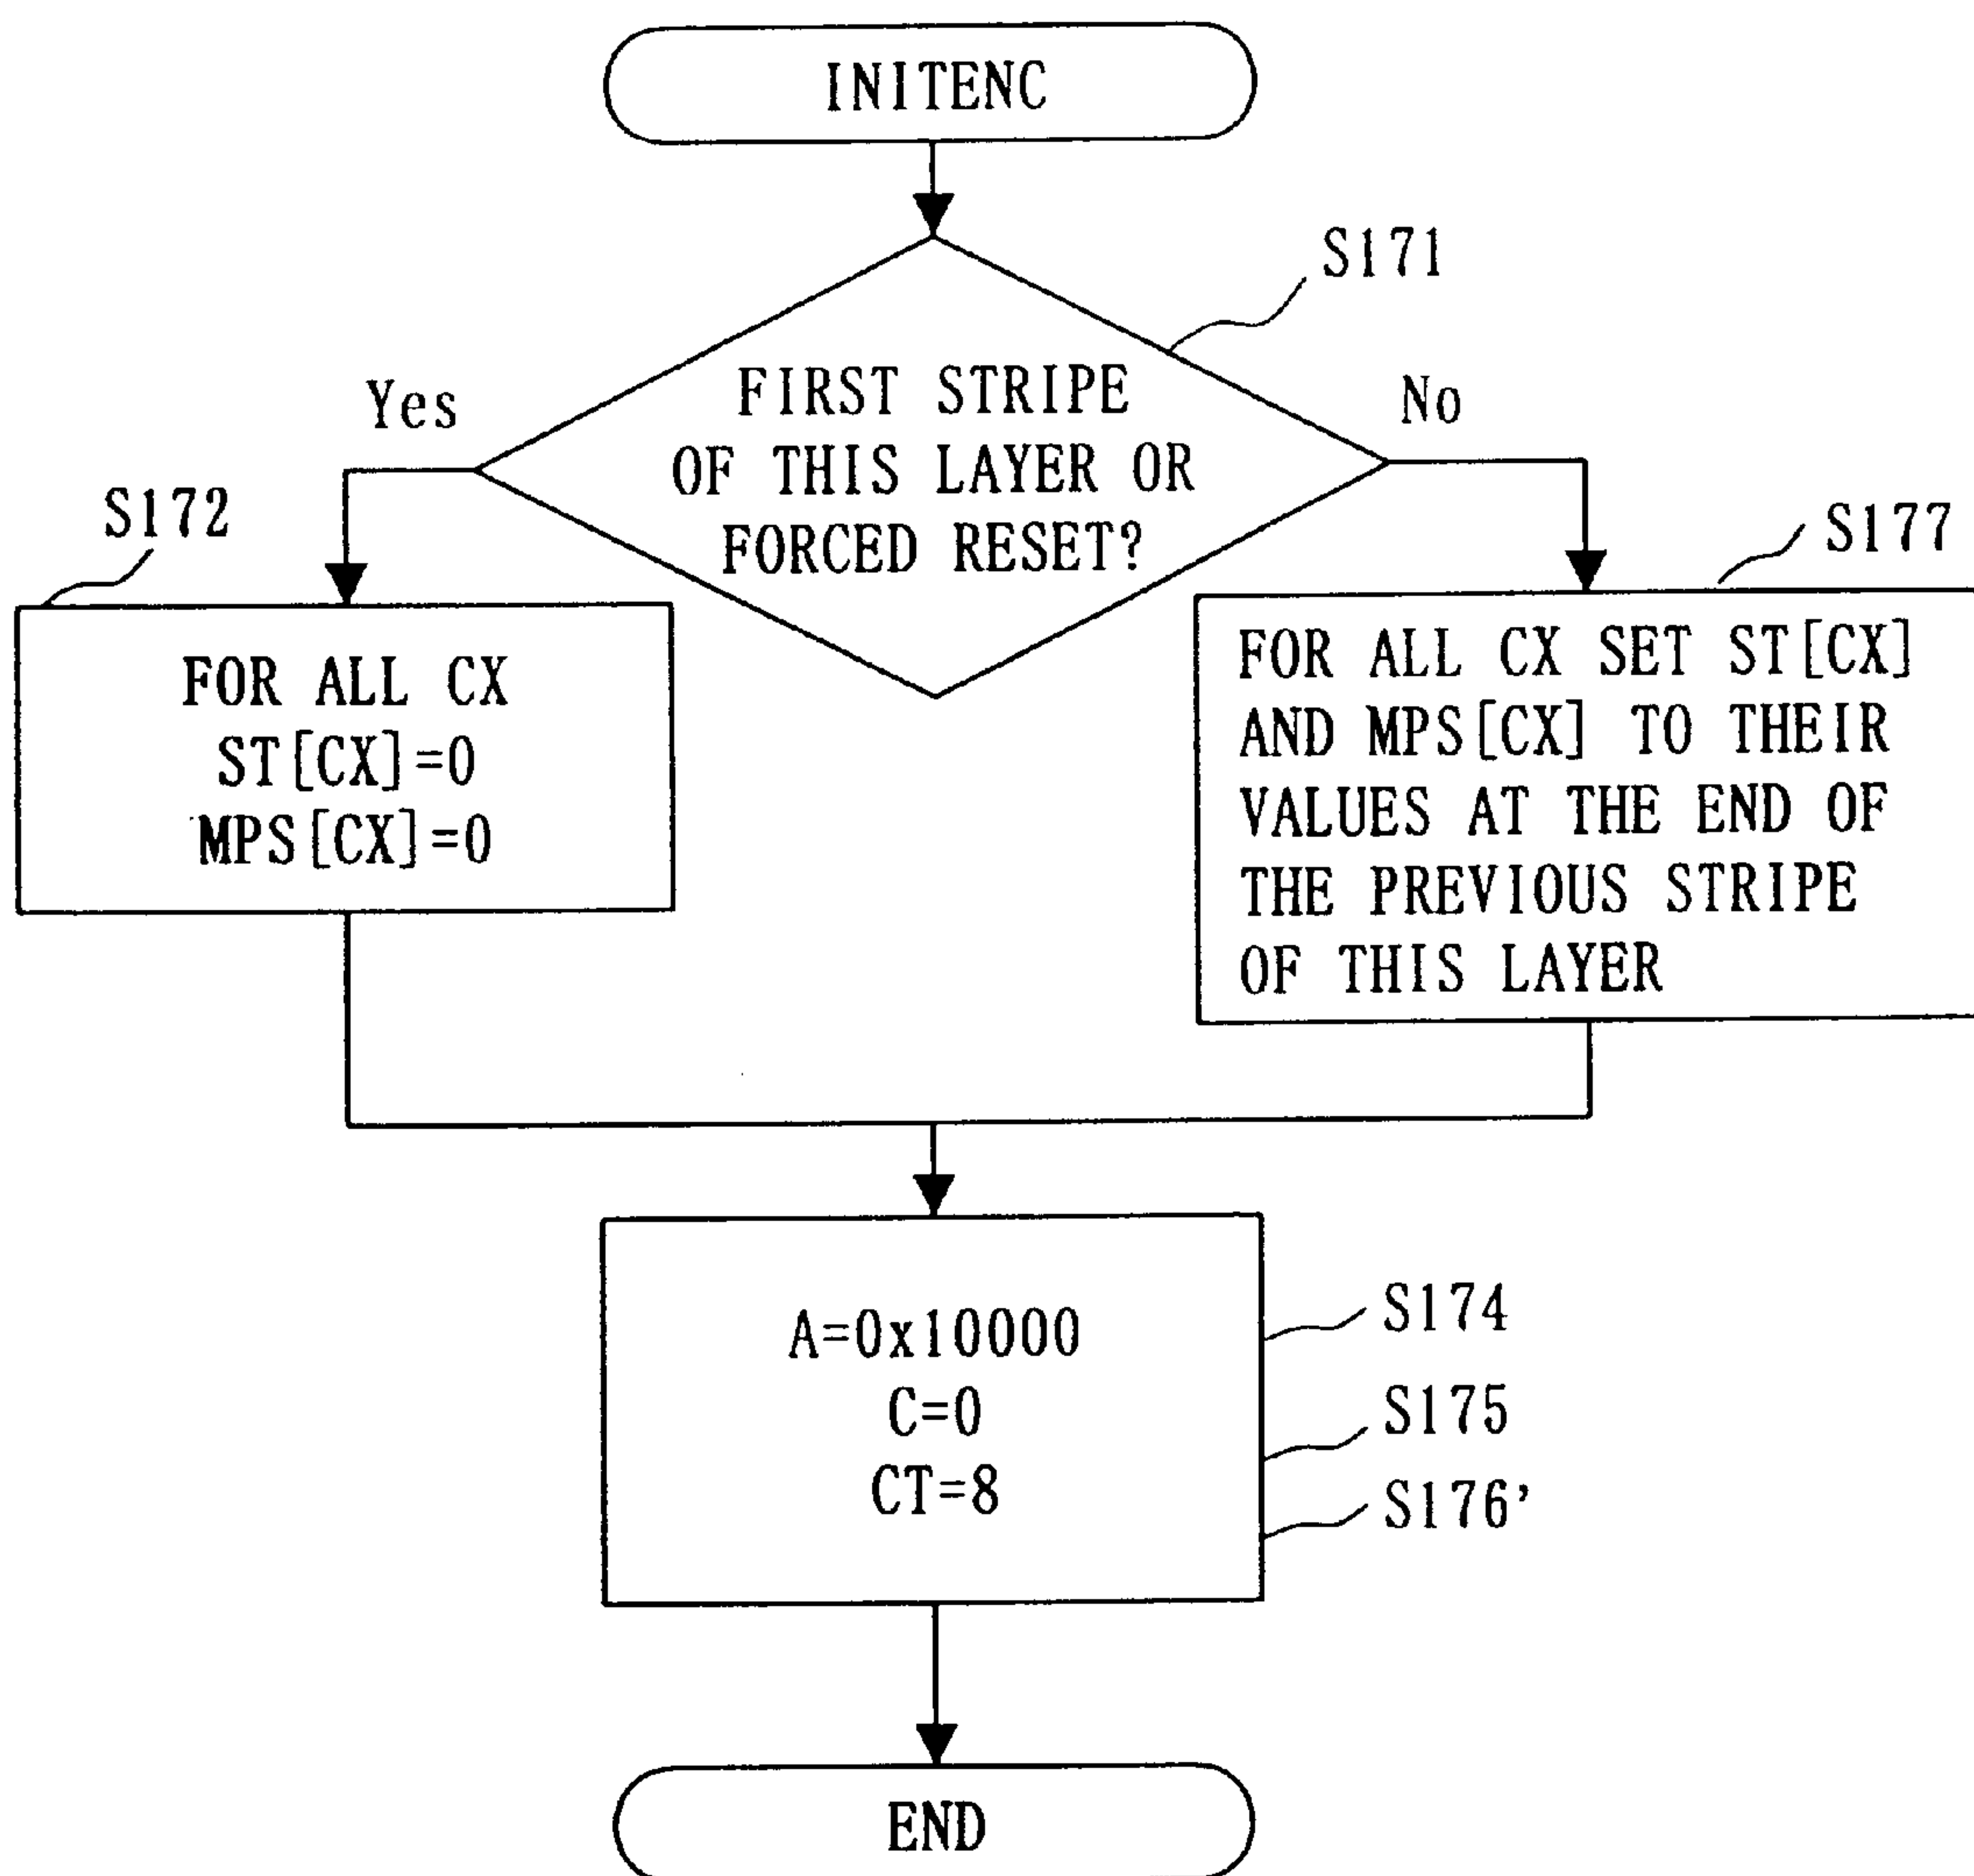 INITENC
S171
FIRST STRIPE
OF THIS LAYER OR
FORCED RESET?
Yes
No
S172
S177
FOR ALL CX
ST[CX]=0
MPS[CX]=0
FOR ALL CX SET ST[CX]
AND MPS[CX] TO THEIR
VALUES AT THE END OF
THE PREVIOUS STRIPE
OF THIS LAYER
A=0x10000
C=0
CT=8
S174
S175
S176'
END